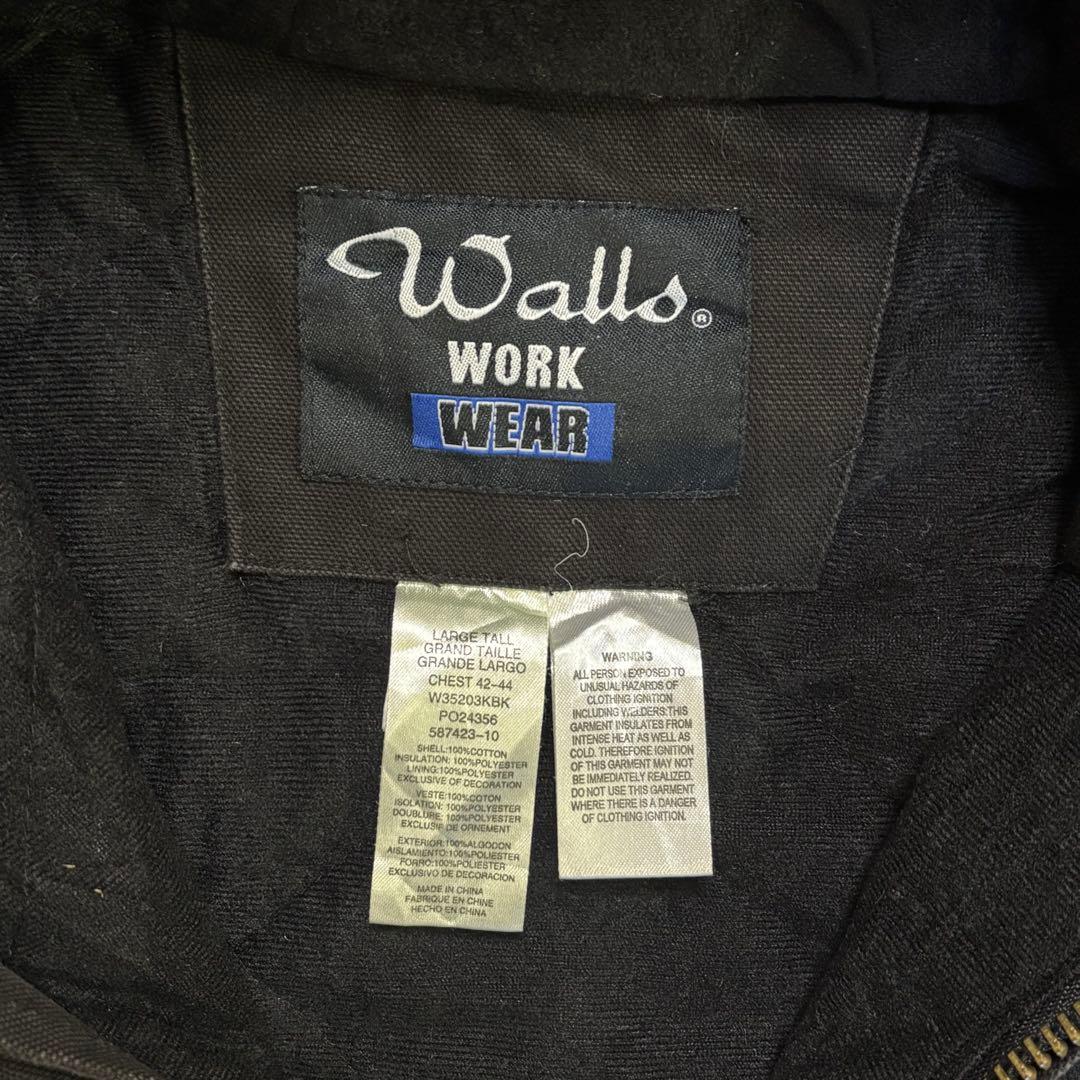 Walls®
WORK
WEAR
LARGE TALL
GRAND TAILLE
GRANDE LARGO
CHEST 42-44
W35203KBK
PO24356
587423-10
SHELL:100%COTTON
INSULATION: 100%POLYESTER
LINING:100%POLYESTER
EXCLUSIVE OF DECORATION
VESTE:100%COTON
ISOLATION: 100%POLYESTER
DOUBLURE: 100%POLYESTER
EXCLUSIF DE ORNEMENT
EXTERIOR:100%ALGODON
AISLAMIENTO:100%POLIESTER
FORRO:100%POLIESTER
EXCLUSIVO DE DECORACION
MADE IN CHINA
FABRIQUE EN CHINE
HECHO EN CHINA
WARNING
ALL PERSON EXPOSED TO
UNUSUAL HAZARDS OF
CLOTHING IGNITION
INCLUDING WELDERS:THIS
GARMENT INSULATES FROM
INTENSE HEAT AS WELL AS
COLD. THEREFORE IGNITION
OF THIS GARMENT MAY NOT
BE IMMEDIATELY REALIZED.
DO NOT USE THIS GARMENT
WHERE THERE IS A DANGER
OF CLOTHING IGNITION.